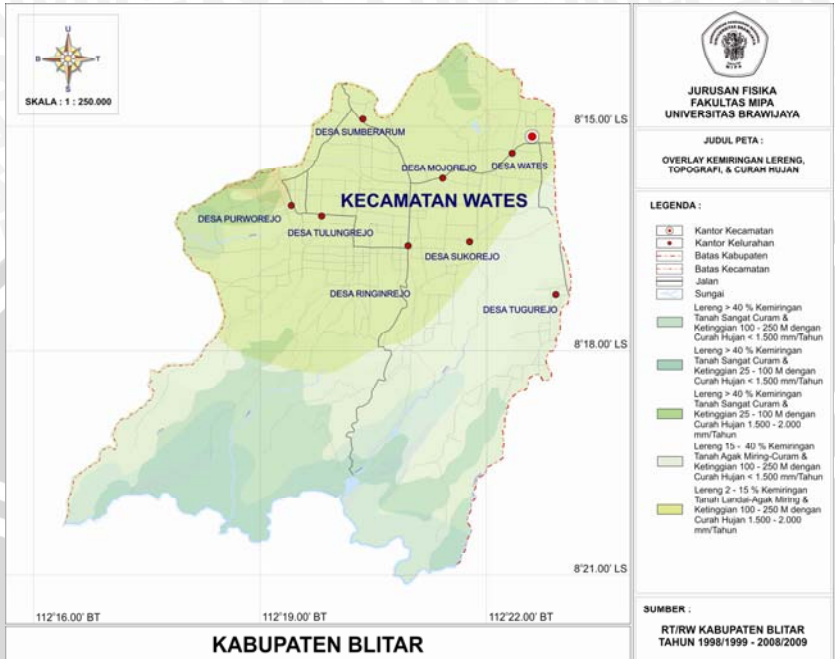 U
B
T
S
SKALA : 1 : 250.000
DESA SUMBERARUM
DESA MOJOREJO
DESA WATES
KECAMATAN WATES
DESA PURWOREJO
DESA TULUNGREJO
DESA SUKOREJO
DESA RINGINREJO
DESA TUGUREJO
8°15.00' LS
8°18.00' LS
8°21.00' LS
112°16.00' BT
112°19.00' BT
112°22.00' BT
KABUPATEN BLITAR
JURUSAN FISIKA
FAKULTAS MIPA
UNIVERSITAS BRAWIJAYA
JUDUL PETA :
OVERLAY KEMIRINGAN LERENG,
TOPOGRAFI, & CURAH HUJAN
LEGENDA :
Kantor Kecamatan
Kantor Kelurahan
Batas Kabupaten
Batas Kecamatan
Jalan
Sungai
Lereng > 40 % Kemiringan
Tanah Sangat Curam &
Ketinggian 100 - 250 M dengan
Curah Hujan < 1.500 mm/Tahun
Lereng > 40 % Kemiringan
Tanah Sangat Curam &
Ketinggian 25 - 100 M dengan
Curah Hujan < 1.500 mm/Tahun
Lereng > 40 % Kemiringan
Tanah Sangat Curam &
Ketinggian 25 - 100 M dengan
Curah Hujan 1.500 - 2.000
mm/Tahun
Lereng 15 - 40 % Kemiringan
Tanah Agak Miring-Curam &
Ketinggian 100 - 250 M dengan
Curah Hujan < 1.500 mm/Tahun
Lereng 2 - 15 % Kemiringan
Tanah Landai-Agak Miring &
Ketinggian 100 - 250 M dengan
Curah Hujan 1.500 - 2.000
mm/Tahun
SUMBER :
RT/RW KABUPATEN BLITAR
TAHUN 1998/1999 - 2008/2009